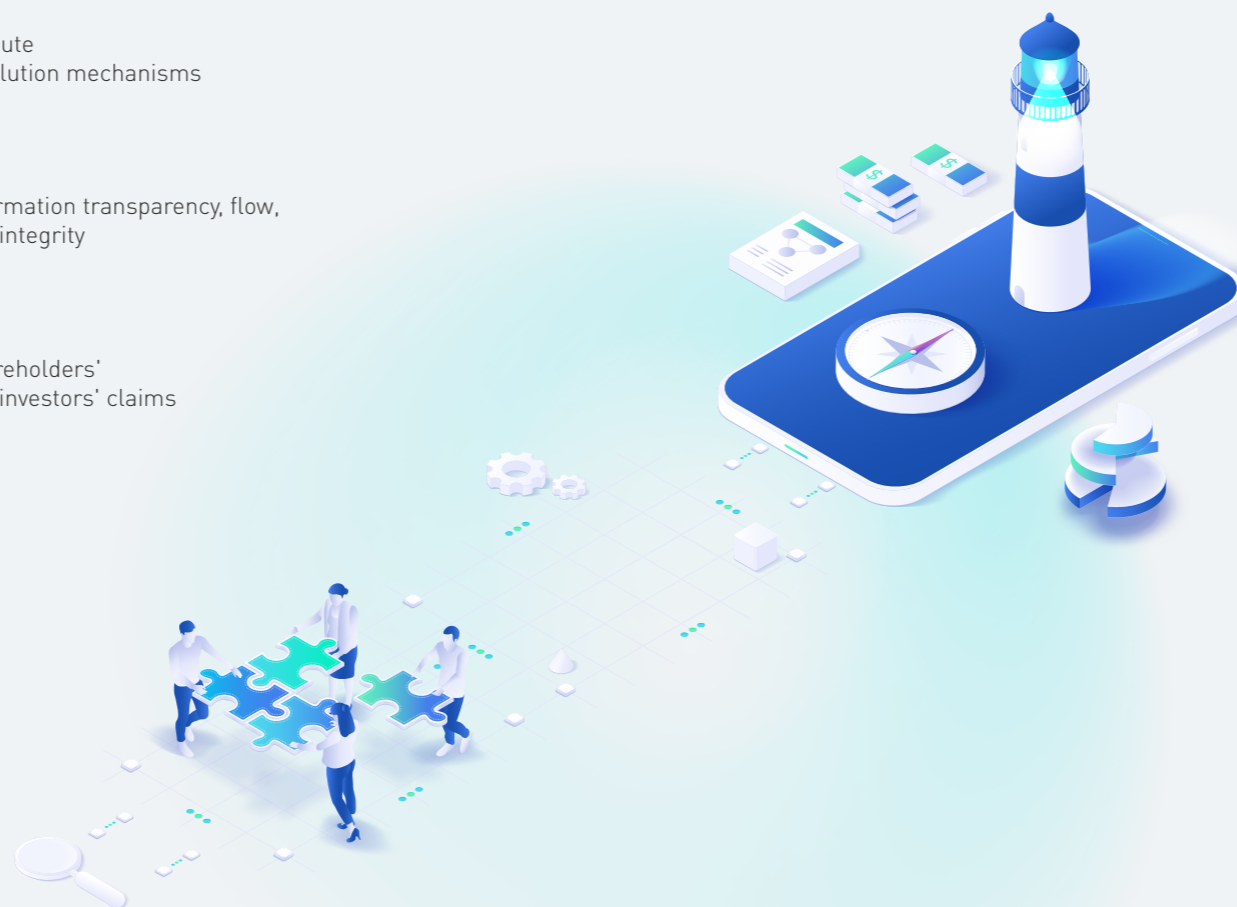 ute
lution mechanisms
rmation transparency, flow,
integrity
reholders'
investors' claims
$
$